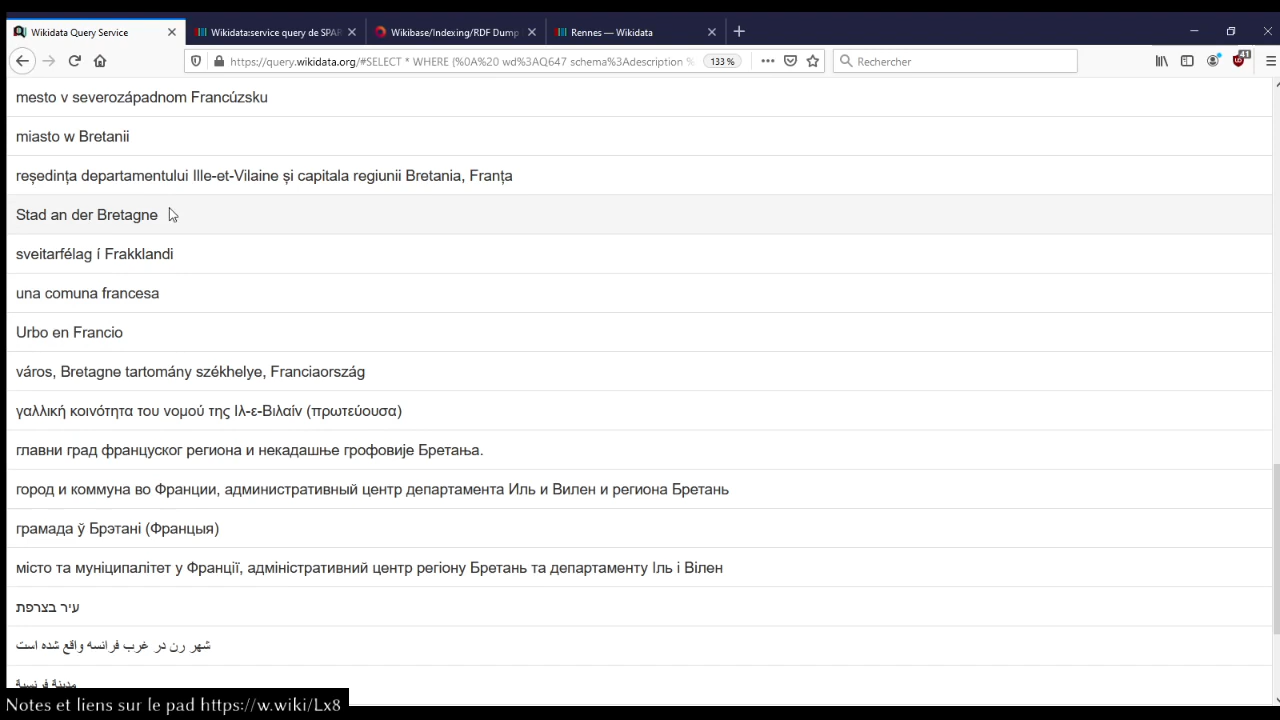 Wikidata Query Service
Wikidata:service query de SPAR
Wikibase/Indexing/RDF Dump
Rennes — Wikidata
https://query.wikidata.org/#SELECT * WHERE {%0A%20 wd%3AQ647 schema%3Adescription %
133 %
Rechercher
41
mesto v severozápadnom Francúzsku
miasto w Bretanii
reședința departamentului Ille-et-Vilaine și capitala regiunii Bretania, Franța
Stad an der Bretagne
sveitarfélag í Frakklandi
una comuna francesa
Urbo en Francio
város, Bretagne tartomány székhelye, Franciaország
γαλλική κοινότητα του νομού της Ιλ-ε-Βιλαίν (πρωτεύουσα)
главни град француског региона и некадашње грофовије Бретања.
город и коммуна во Франции, административный центр департамента Иль и Вилен и региона Бретань
грамада ў Брэтані (Францыя)
місто та муніципалітет у Франції, адміністративний центр регіону Бретань та департаменту Іль і Вілен
עיר בצרפת
شهر رن در غرب فرانسه واقع شده است
مدينة فرنسية
Notes et liens sur le pad https://w.wiki/Lx8